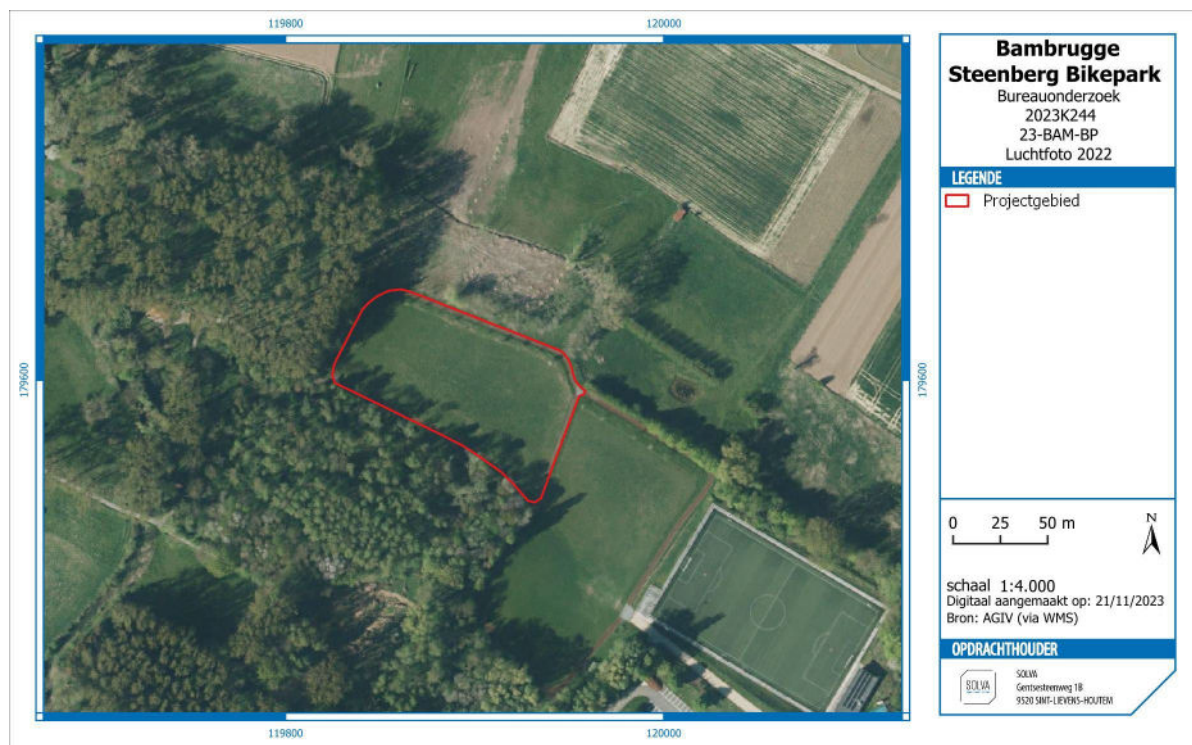 119800
120000
179600
179600
119800
120000
Bambrugge
Steenberg Bikepark
Bureauonderzoek
2023K244
23-BAM-BP
Luchtfoto 2022
LEGENDE
Projectgebied
0 25 50 m
N
schaal 1:4.000
Digitaal aangemaakt op: 21/11/2023
Bron: AGIV (via WMS)
OPDRACHTHOUDER
SOLVA
SOLVA
Gentsesteenweg 1B
9520 SINT-LIEVENS-HOUTEM